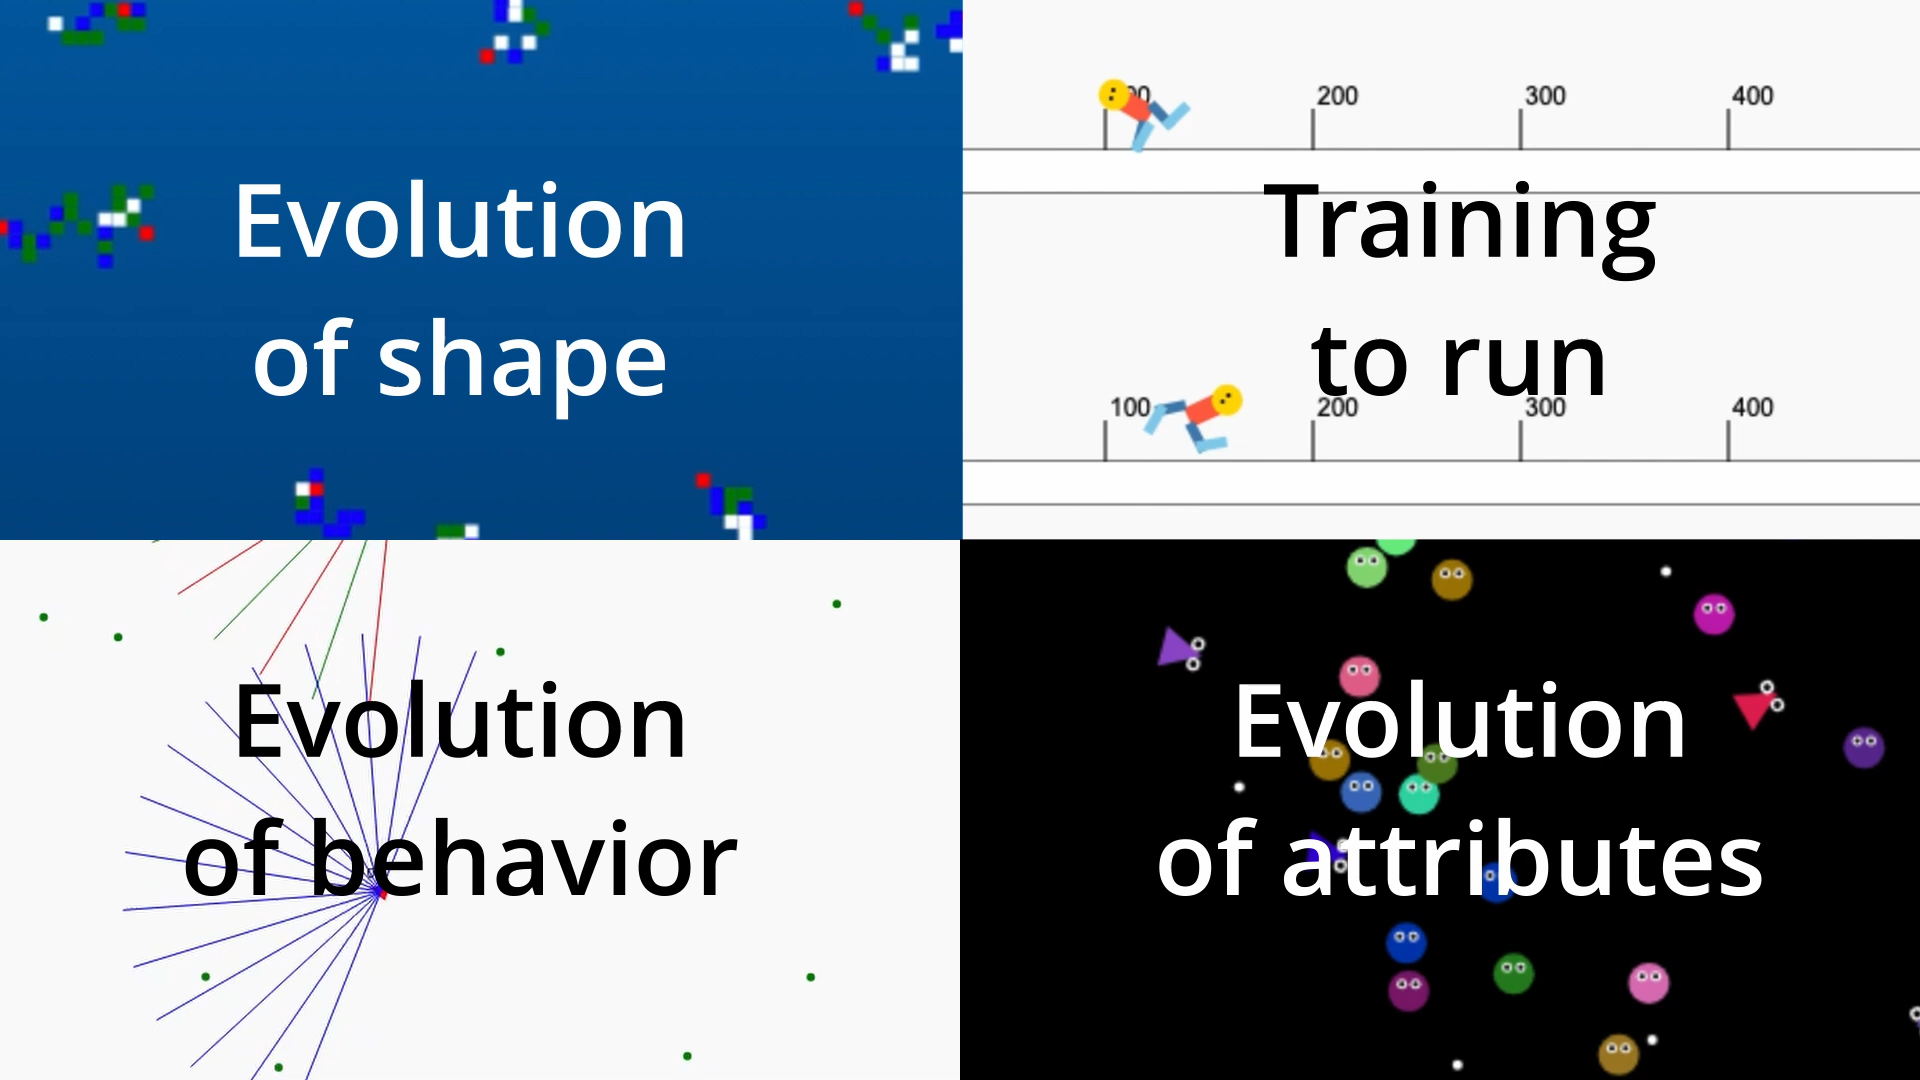 Evolution
of shape
00 200 300 400
Training
to run
100 200 300 400
Evolution
of behavior
Evolution
of attributes